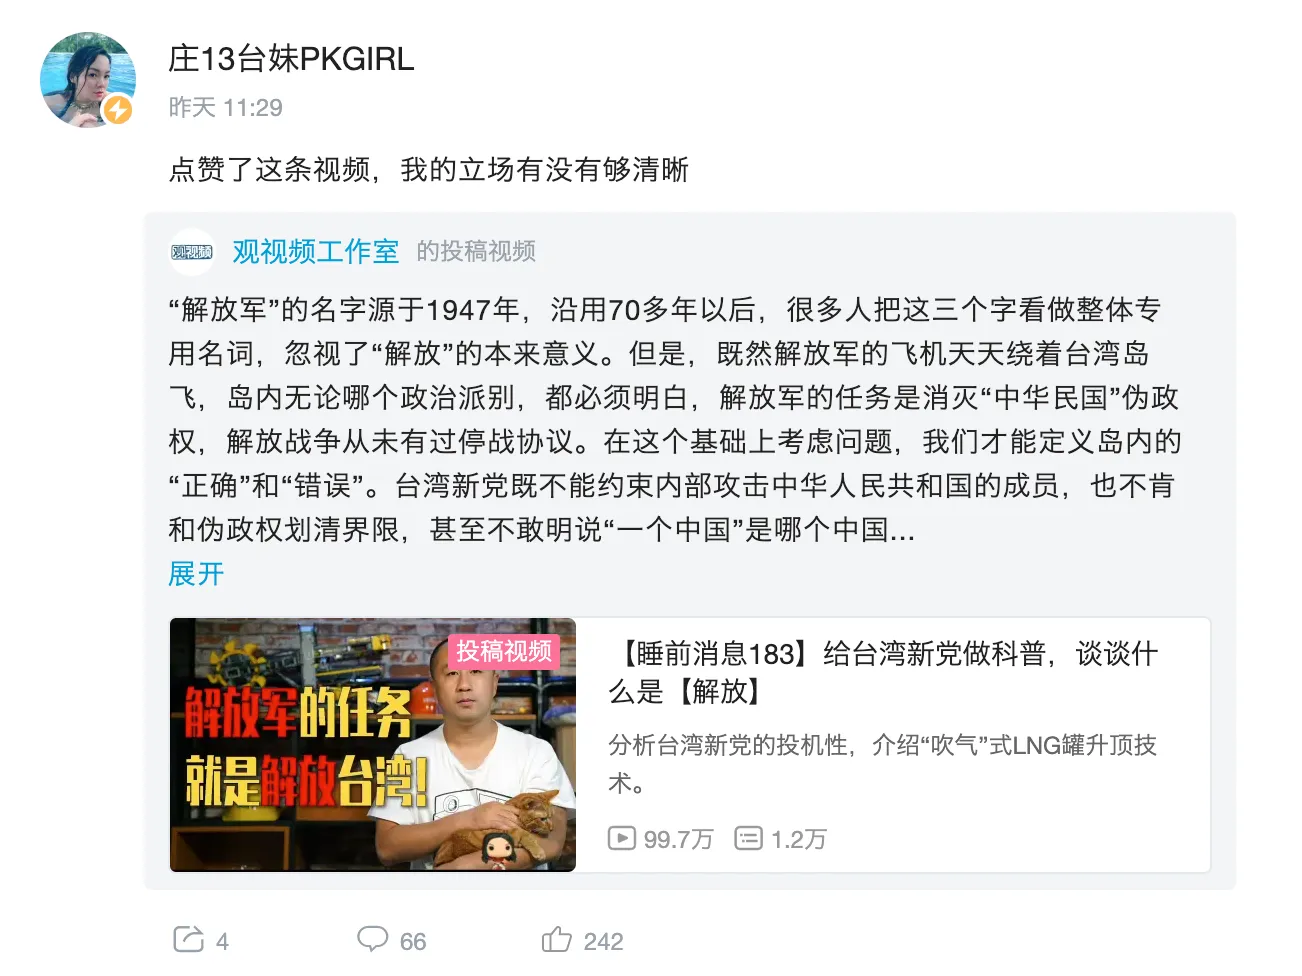 庄13台妹PKGIRL
昨天 11:29
点赞了这条视频，我的立场有没有够清晰
观视频
观视频工作室 的投稿视频
“解放军”的名字源于1947年，沿用70多年以后，很多人把这三个字看做整体专
用名词，忽视了“解放”的本来意义。但是，既然解放军的飞机天天绕着台湾岛
飞，岛内无论哪个政治派别，都必须明白，解放军的任务是消灭“中华民国”伪政
权，解放战争从未有过停战协议。在这个基础上考虑问题，我们才能定义岛内的
“正确”和“错误”。台湾新党既不能约束内部攻击中华人民共和国的成员，也不肯
和伪政权划清界限，甚至不敢明说“一个中国”是哪个中国...
展开
投稿视频
解放军的任务
就是解放台湾!
【睡前消息183】给台湾新党做科普，谈谈什
么是【解放】
分析台湾新党的投机性，介绍“吹气”式LNG罐升顶技
术。
99.7万 1.2万
4 66 242